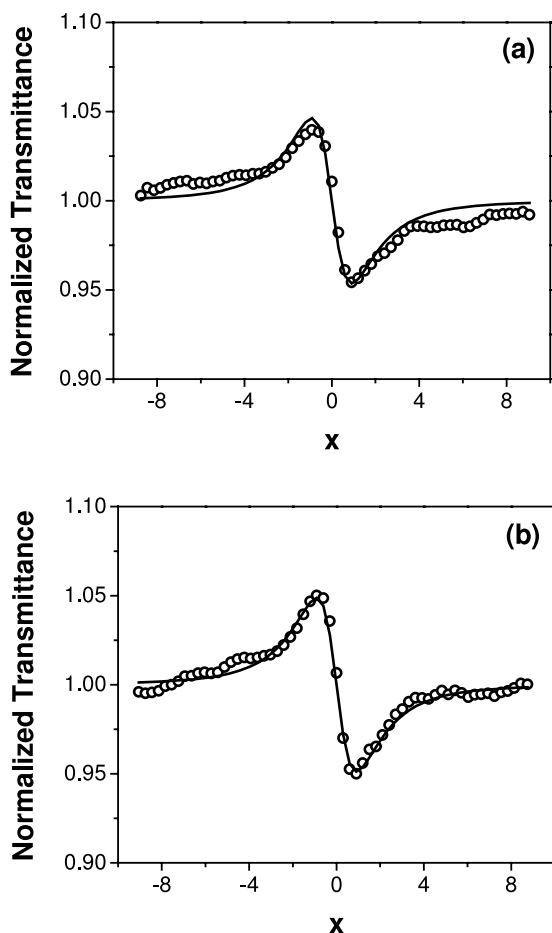 Normalized Transmittance
1.10
1.05
1.00
0.95
0.90
(a)
-8 -4 0 4 8
x
Normalized Transmittance
1.10
1.05
1.00
0.95
0.90
(b)
-8 -4 0 4 8
x